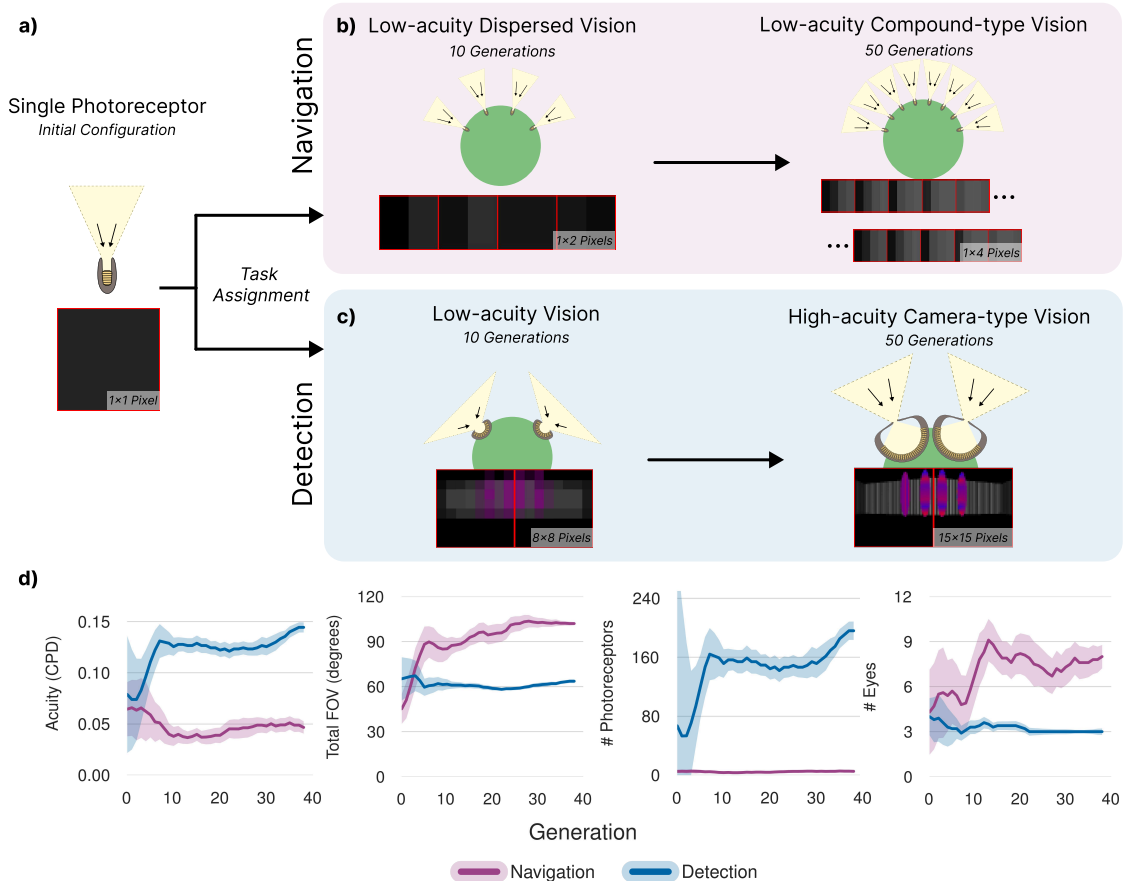 a)
Single Photoreceptor
Initial Configuration
1×1 Pixel
Task
Assignment
Navigation
b)
Low-acuity Dispersed Vision
10 Generations
1×2 Pixels
Low-acuity Compound-type Vision
50 Generations
1×4 Pixels
Detection
c)
Low-acuity Vision
10 Generations
8×8 Pixels
High-acuity Camera-type Vision
50 Generations
15×15 Pixels
d)
Acuity (CPD)
0.15
0.10
0.05
0.00
0 10 20 30 40
Total FOV (degrees)
120
90
60
30
0
0 10 20 30 40
# Photoreceptors
240
160
80
0
0 10 20 30 40
# Eyes
12
9
6
3
0
0 10 20 30 40
Generation
Navigation
Detection